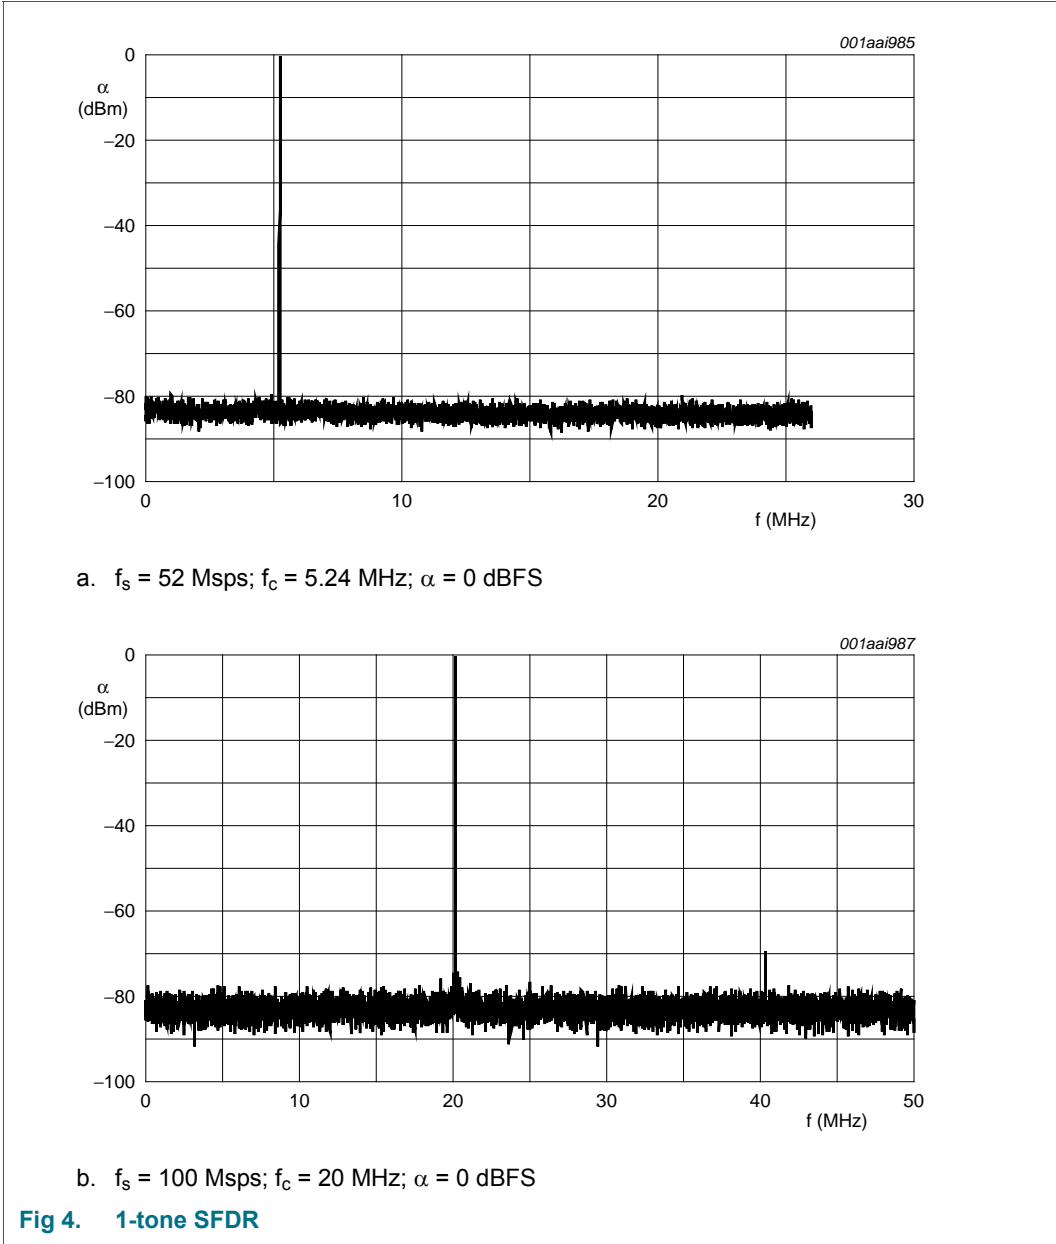 001aai985
0
α
(dBm)
−20
−40
−60
−80
−100
0 10 20 30
f (MHz)
a. fs = 52 Msps; fc = 5.24 MHz; α = 0 dBFS
001aai987
0
α
(dBm)
−20
−40
−60
−80
−100
0 10 20 30 40 50
f (MHz)
b. fs = 100 Msps; fc = 20 MHz; α = 0 dBFS
Fig 4. 1-tone SFDR